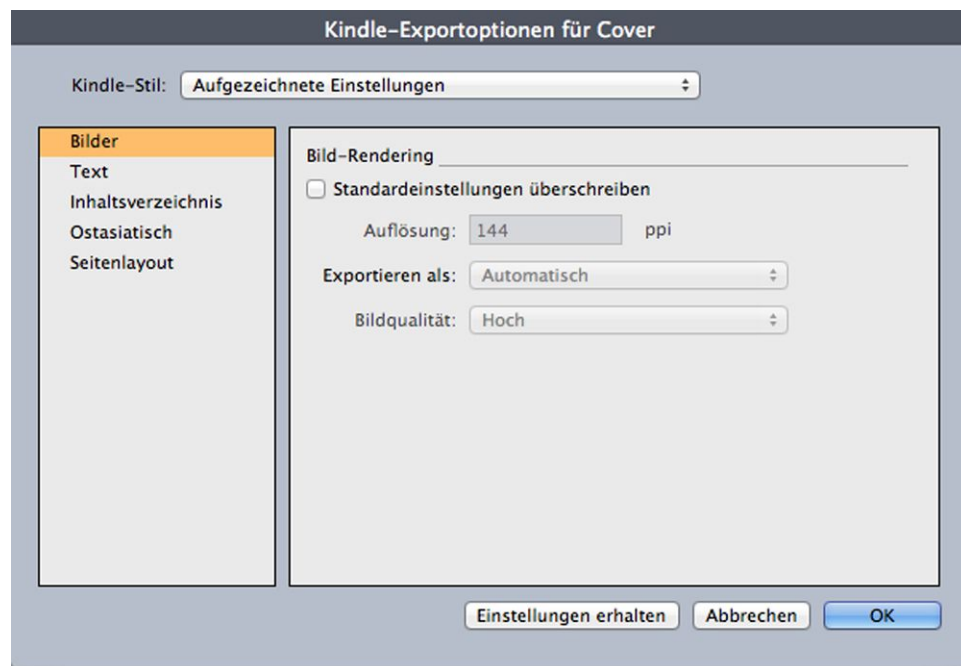 Kindle-Exportoptionen für Cover
Kindle-Stil: Aufgezeichnete Einstellungen
Bilder
Text
Inhaltsverzeichnis
Ostasiatisch
Seitenlayout
Bild-Rendering
Standardeinstellungen überschreiben
Auflösung: 144 ppi
Exportieren als: Automatisch
Bildqualität: Hoch
Einstellungen erhalten Abbrechen OK